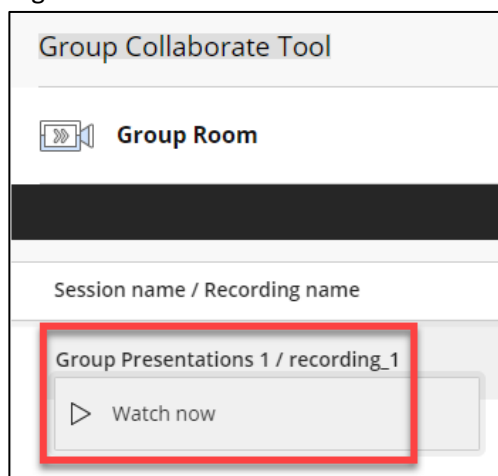 Group Collaborate Tool
Group Room
Session name / Recording name
Group Presentations 1 / recording_1
Watch now